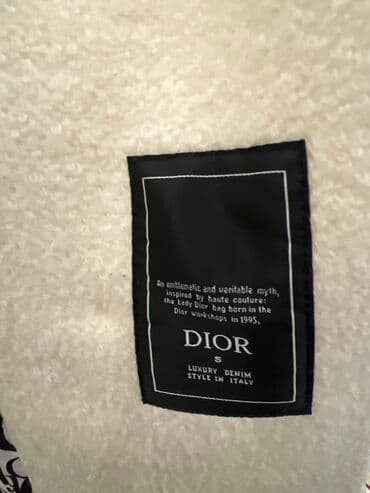 An emblematic and veritable myth,
inspired by haute couture:
the Lady Dior bag born in the
Dior workshops in 1995.
DIOR
S
LUXURY DENIM
STYLE IN ITALY